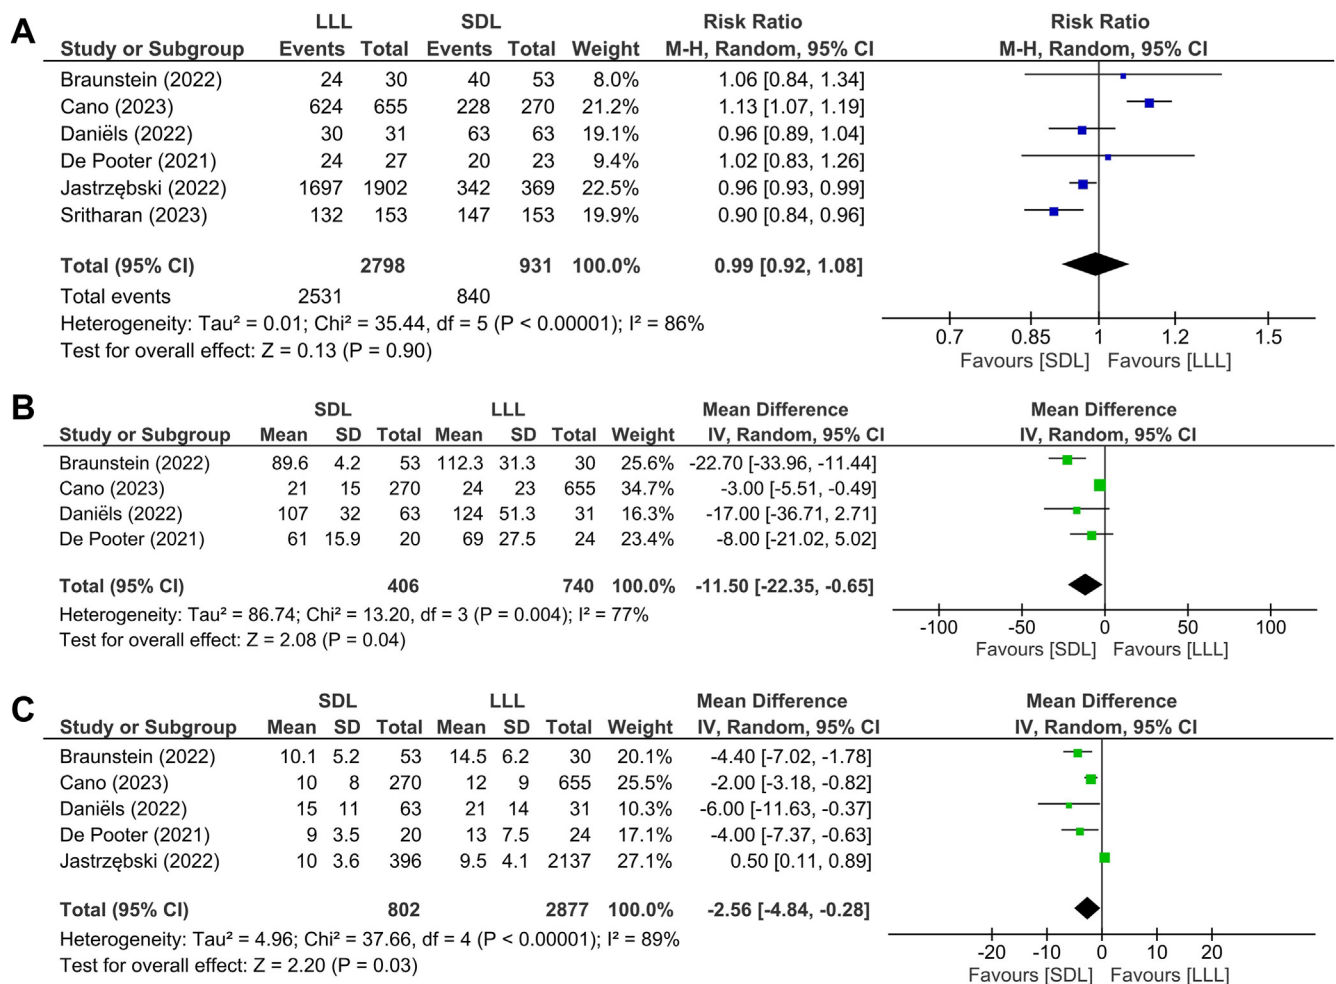 A
LLL SDL Risk Ratio Risk Ratio
Study or Subgroup Events Total Events Total Weight M-H, Random, 95% CI M-H, Random, 95% CI
Braunstein (2022) 24 30 40 53 8.0% 1.06 [0.84, 1.34]
Cano (2023) 624 655 228 270 21.2% 1.13 [1.07, 1.19]
Daniëls (2022) 30 31 63 63 19.1% 0.96 [0.89, 1.04]
De Pooter (2021) 24 27 20 23 9.4% 1.02 [0.83, 1.26]
Jastrzębski (2022) 1697 1902 342 369 22.5% 0.96 [0.93, 0.99]
Sritharan (2023) 132 153 147 153 19.9% 0.90 [0.84, 0.96]
Total (95% CI) 2798 931 100.0% 0.99 [0.92, 1.08]
Total events 2531 840
Heterogeneity: Tau² = 0.01; Chi² = 35.44, df = 5 (P < 0.00001); I² = 86%
Test for overall effect: Z = 0.13 (P = 0.90)
0.7 0.85 1 1.2 1.5
Favours [SDL] Favours [LLL]
B
SDL LLL Mean Difference Mean Difference
Study or Subgroup Mean SD Total Mean SD Total Weight IV, Random, 95% CI IV, Random, 95% CI
Braunstein (2022) 89.6 4.2 53 112.3 31.3 30 25.6% -22.70 [-33.96, -11.44]
Cano (2023) 21 15 270 24 23 655 34.7% -3.00 [-5.51, -0.49]
Daniëls (2022) 107 32 63 124 51.3 31 16.3% -17.00 [-36.71, 2.71]
De Pooter (2021) 61 15.9 20 69 27.5 24 23.4% -8.00 [-21.02, 5.02]
Total (95% CI) 406 740 100.0% -11.50 [-22.35, -0.65]
Heterogeneity: Tau² = 86.74; Chi² = 13.20, df = 3 (P = 0.004); I² = 77%
Test for overall effect: Z = 2.08 (P = 0.04)
-100 -50 0 50 100
Favours [SDL] Favours [LLL]
C
SDL LLL Mean Difference Mean Difference
Study or Subgroup Mean SD Total Mean SD Total Weight IV, Random, 95% CI IV, Random, 95% CI
Braunstein (2022) 10.1 5.2 53 14.5 6.2 30 20.1% -4.40 [-7.02, -1.78]
Cano (2023) 10 8 270 12 9 655 25.5% -2.00 [-3.18, -0.82]
Daniëls (2022) 15 11 63 21 14 31 10.3% -6.00 [-11.63, -0.37]
De Pooter (2021) 9 3.5 20 13 7.5 24 17.1% -4.00 [-7.37, -0.63]
Jastrzębski (2022) 10 3.6 396 9.5 4.1 2137 27.1% 0.50 [0.11, 0.89]
Total (95% CI) 802 2877 100.0% -2.56 [-4.84, -0.28]
Heterogeneity: Tau² = 4.96; Chi² = 37.66, df = 4 (P < 0.00001); I² = 89%
Test for overall effect: Z = 2.20 (P = 0.03)
-20 -10 0 10 20
Favours [SDL] Favours [LLL]